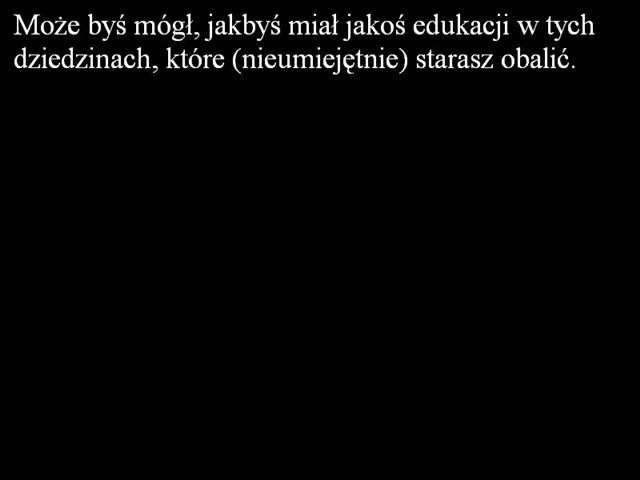 Może byś mógł, jakbyś miał jakoś edukacji w tych
dziedzinach, które (nieumiejętnie) starasz obalić.